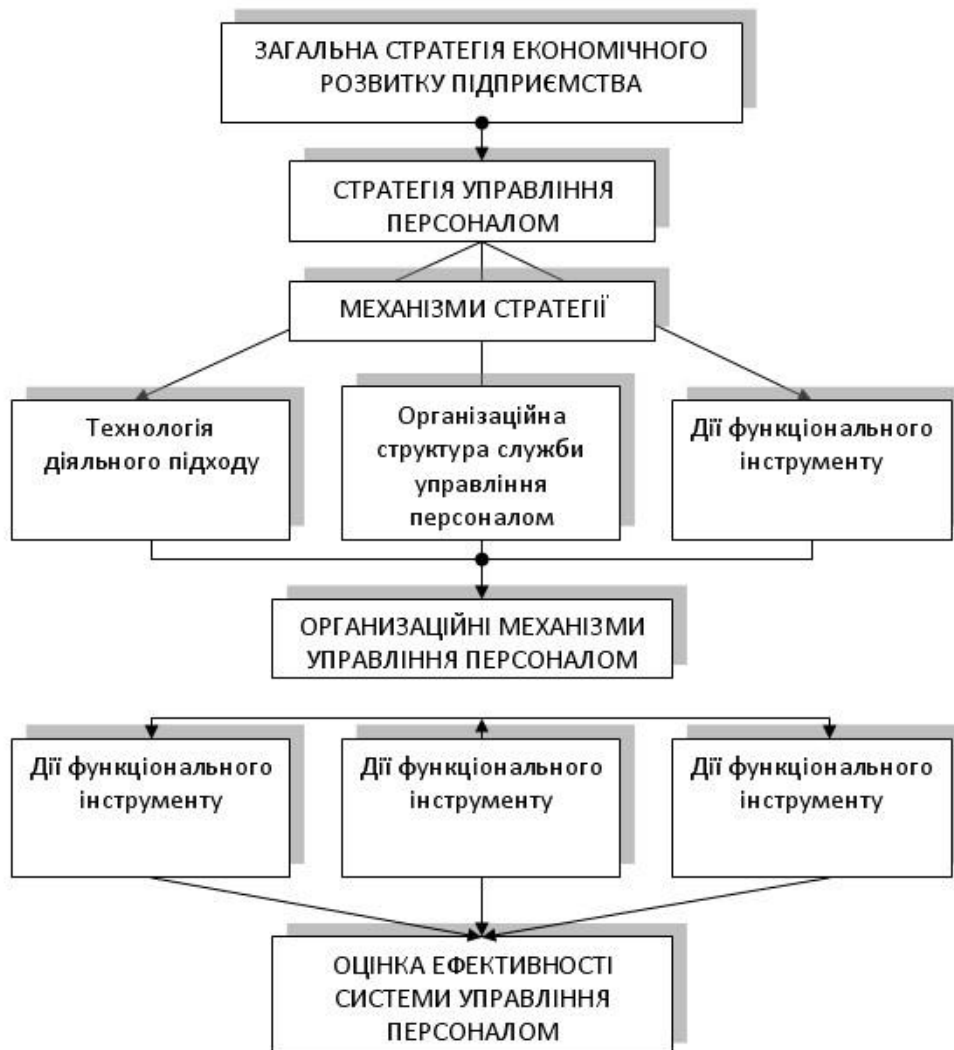 ЗАГАЛЬНА СТРАТЕГІЯ ЕКОНОМІЧНОГО
РОЗВИТКУ ПІДПРИЄМСТВА
СТРАТЕГІЯ УПРАВЛІННЯ
ПЕРСОНАЛОМ
МЕХАНІЗМИ СТРАТЕГІЇ
Технологія
діяльного підходу
Організаційна
структура служби
управління
персоналом
Дії функціонального
інструменту
ОРГАНИЗАЦІЙНІ МЕХАНІЗМИ
УПРАВЛІННЯ ПЕРСОНАЛОМ
Дії функціонального
інструменту
Дії функціонального
інструменту
Дії функціонального
інструменту
ОЦІНКА ЕФЕКТИВНОСТІ
СИСТЕМИ УПРАВЛІННЯ
ПЕРСОНАЛОМ